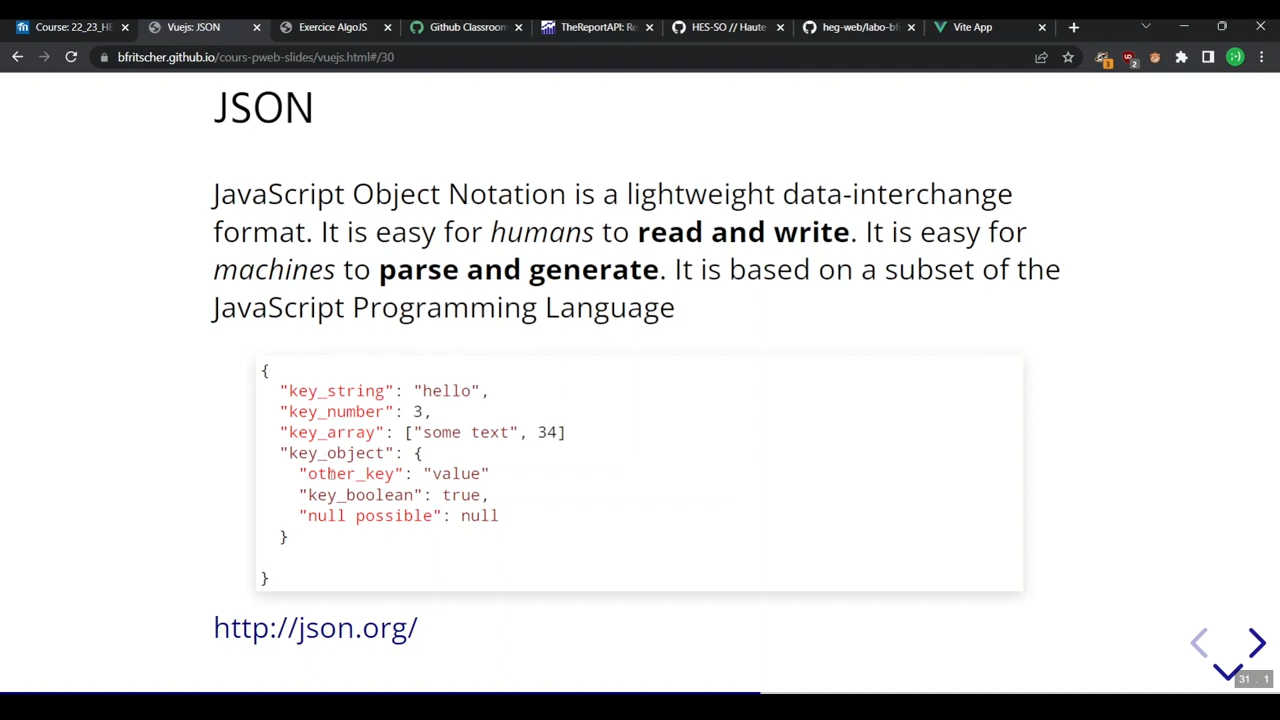 Course: 22_23_HE
Vuejs: JSON
Exercice AlgoJS
Github Classroom
TheReportAPI: Re
HES-SO // Haute
heg-web/labo-bf
Vite App
bfritscher.github.io/cours-pweb-slides/vuejs.html#/30
3
2
JSON
JavaScript Object Notation is a lightweight data-interchange
format. It is easy for humans to read and write. It is easy for
machines to parse and generate. It is based on a subset of the
JavaScript Programming Language
{
"key_string": "hello",
"key_number": 3,
"key_array": ["some text", 34]
"key_object": {
"other_key": "value"
"key_boolean": true,
"null possible": null
}
}
http://json.org/
31 . 1